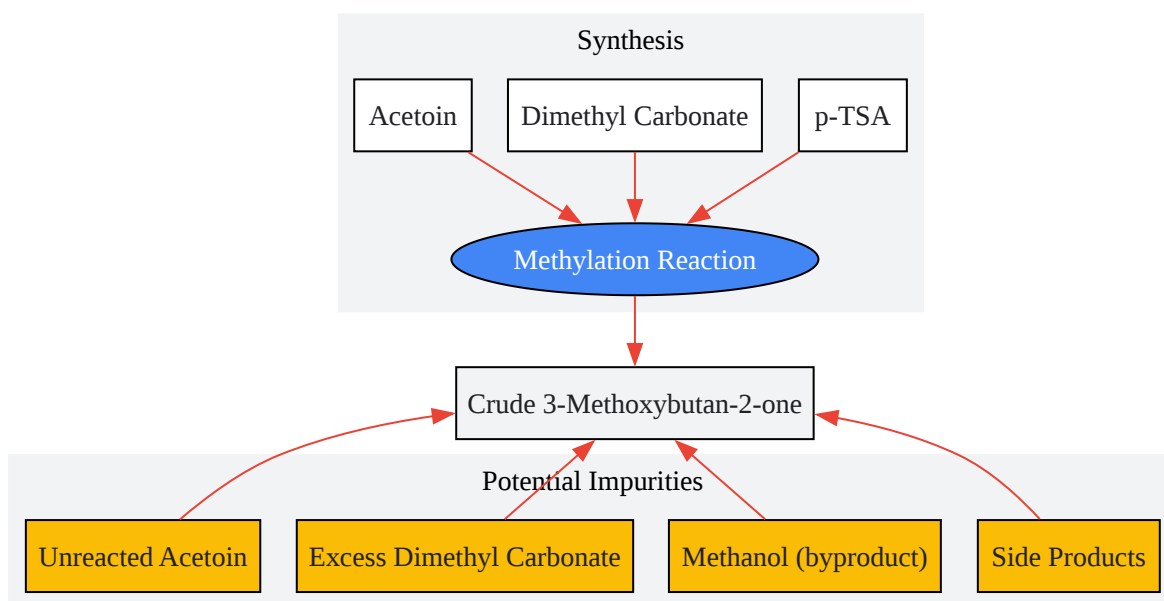 Synthesis
Acetoin
Dimethyl Carbonate
p-TSA
Methylation Reaction
Crude 3-Methoxybutan-2-one
Potential Impurities
Unreacted Acetoin
Excess Dimethyl Carbonate
Methanol (byproduct)
Side Products